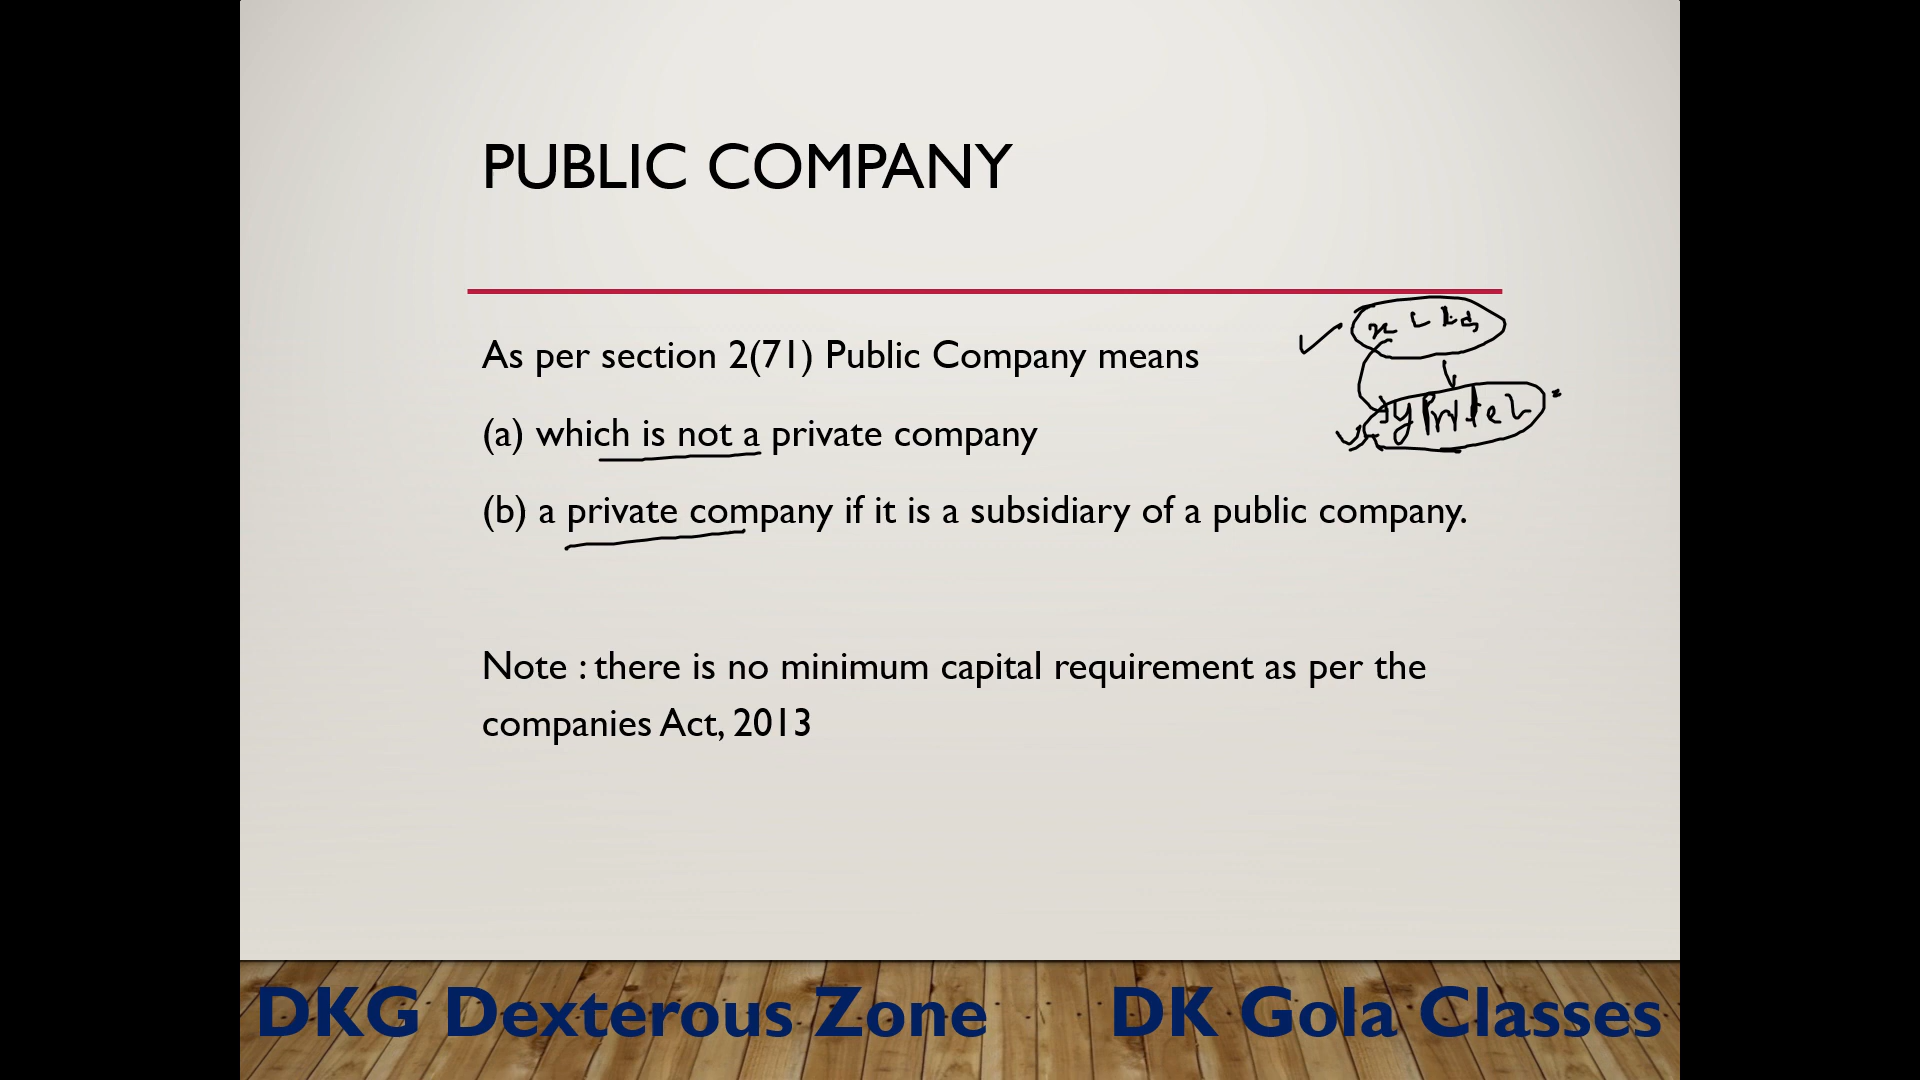 PUBLIC COMPANY
As per section 2(71) Public Company means
(a) which is not a private company
(b) a private company if it is a subsidiary of a public company.
Note : there is no minimum capital requirement as per the
companies Act, 2013
DKG Dexterous Zone DK Gola Classes